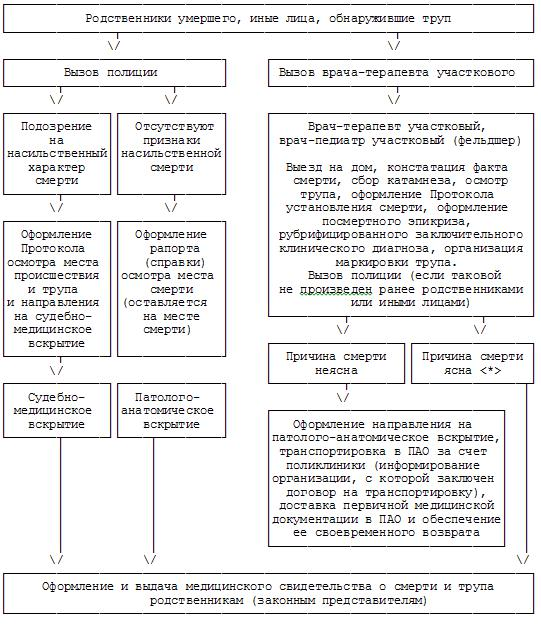 Родственники умершего, иные лица, обнаружившие труп
\/
\/
Вызов полиции
Вызов врача-терапевта участкового
\/
\/
\/
Подозрение
на
насильственный
характер
смерти
Отсутствуют
признаки
насильственной
смерти
Врач-терапевт участковый,
врач-педиатр участковый (фельдшер)
Выезд на дом, констатация факта
смерти, сбор катамнеза, осмотр
трупа, оформление Протокола
установления смерти, оформление
посмертного эпикриза,
рубрифицированного заключительного
клинического диагноза, организация
маркировки трупа.
Вызов полиции (если таковой
не произведен ранее родственниками
или иными лицами)
\/
\/
Оформление
Протокола
осмотра места
происшествия
и трупа
и направления
на судебно-
медицинское
вскрытие
Оформление
рапорта
(справки)
осмотра места
смерти
(оставляется
на месте
смерти)
\/
\/
Причина смерти
неясна
Причина смерти
ясна <*>
\/
\/
Судебно-
медицинское
вскрытие
Патолого-
анатомическое
вскрытие
Оформление направления на
патолого-анатомическое вскрытие,
транспортировка в ПАО за счет
поликлиники (информирование
организации, с которой заключен
договор на транспортировку),
доставка первичной медицинской
документации в ПАО и обеспечение
ее своевременного возврата
\/
\/
\/
Оформление и выдача медицинского свидетельства о смерти и трупа
родственникам (законным представителям)